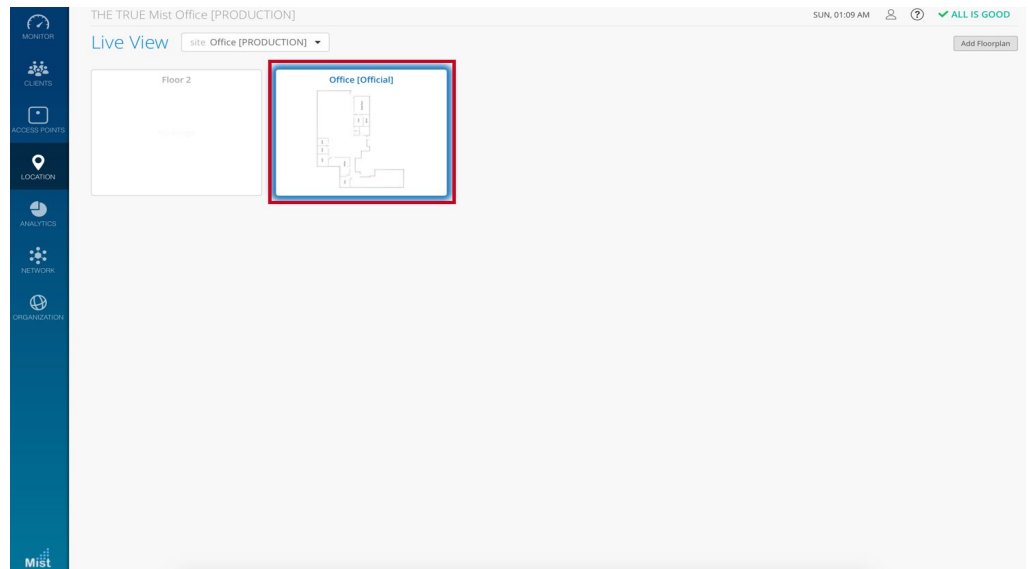 THE TRUE Mist Office [PRODUCTION]
SUN, 01:09 AM
?
ALL IS GOOD
MONITOR
Live View
site Office [PRODUCTION]
Add Floorplan
CLIENTS
Floor 2
Office [Official]
ACCESS POINTS
LOCATION
ANALYTICS
NETWORK
ORGANIZATION
Mist